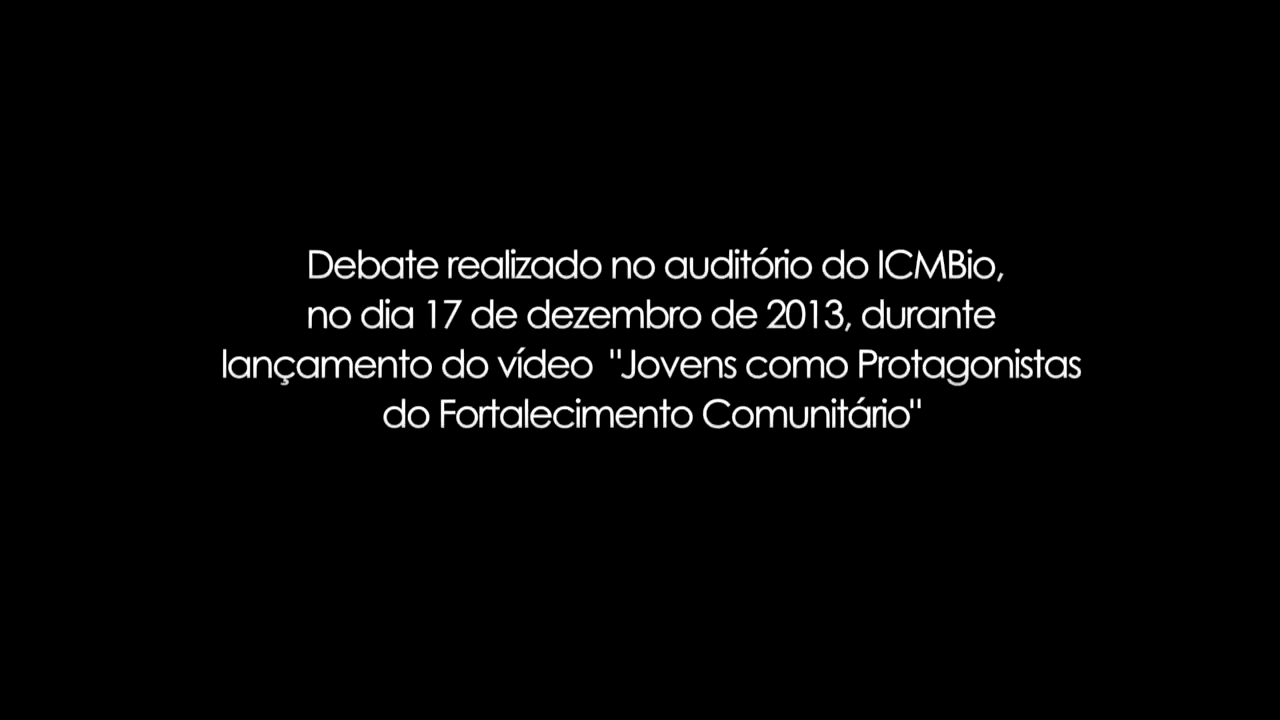 Debate realizado no auditório do ICMBio,
no dia 17 de dezembro de 2013, durante
lançamento do vídeo "Jovens como Protagonistas
do Fortalecimento Comunitário"